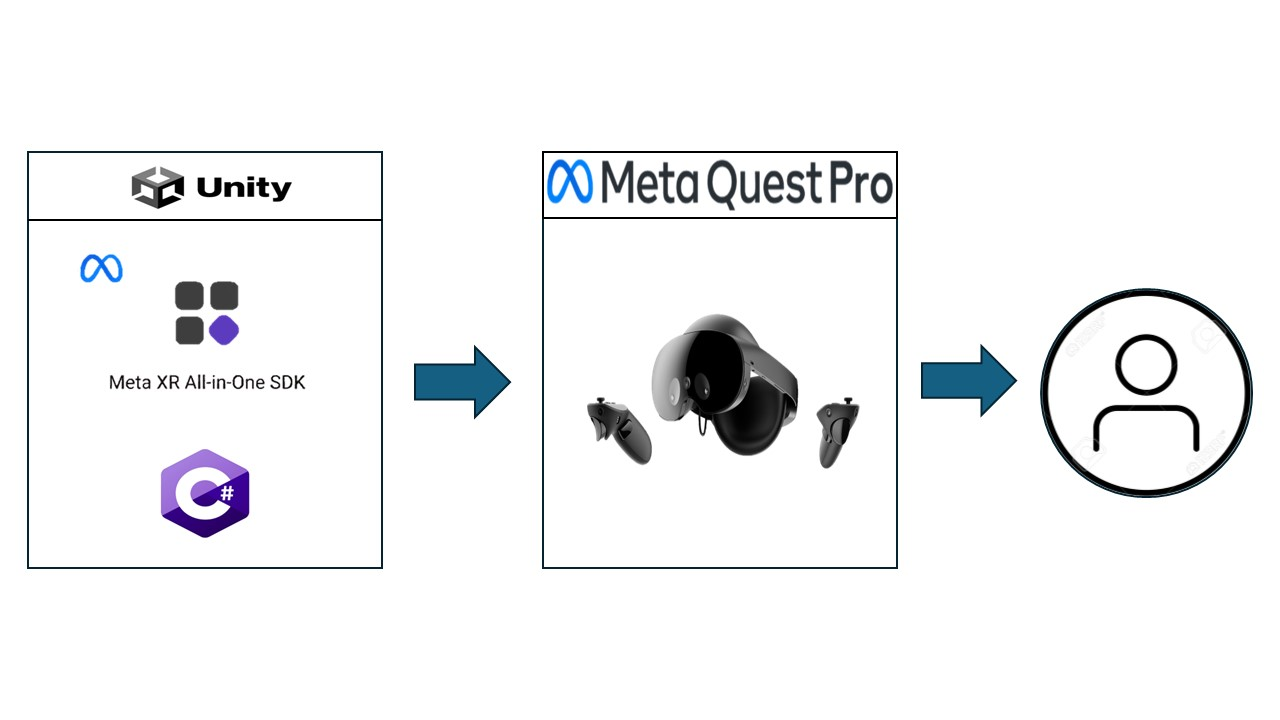 Unity
Meta Quest Pro
Meta XR All-in-One SDK
C#